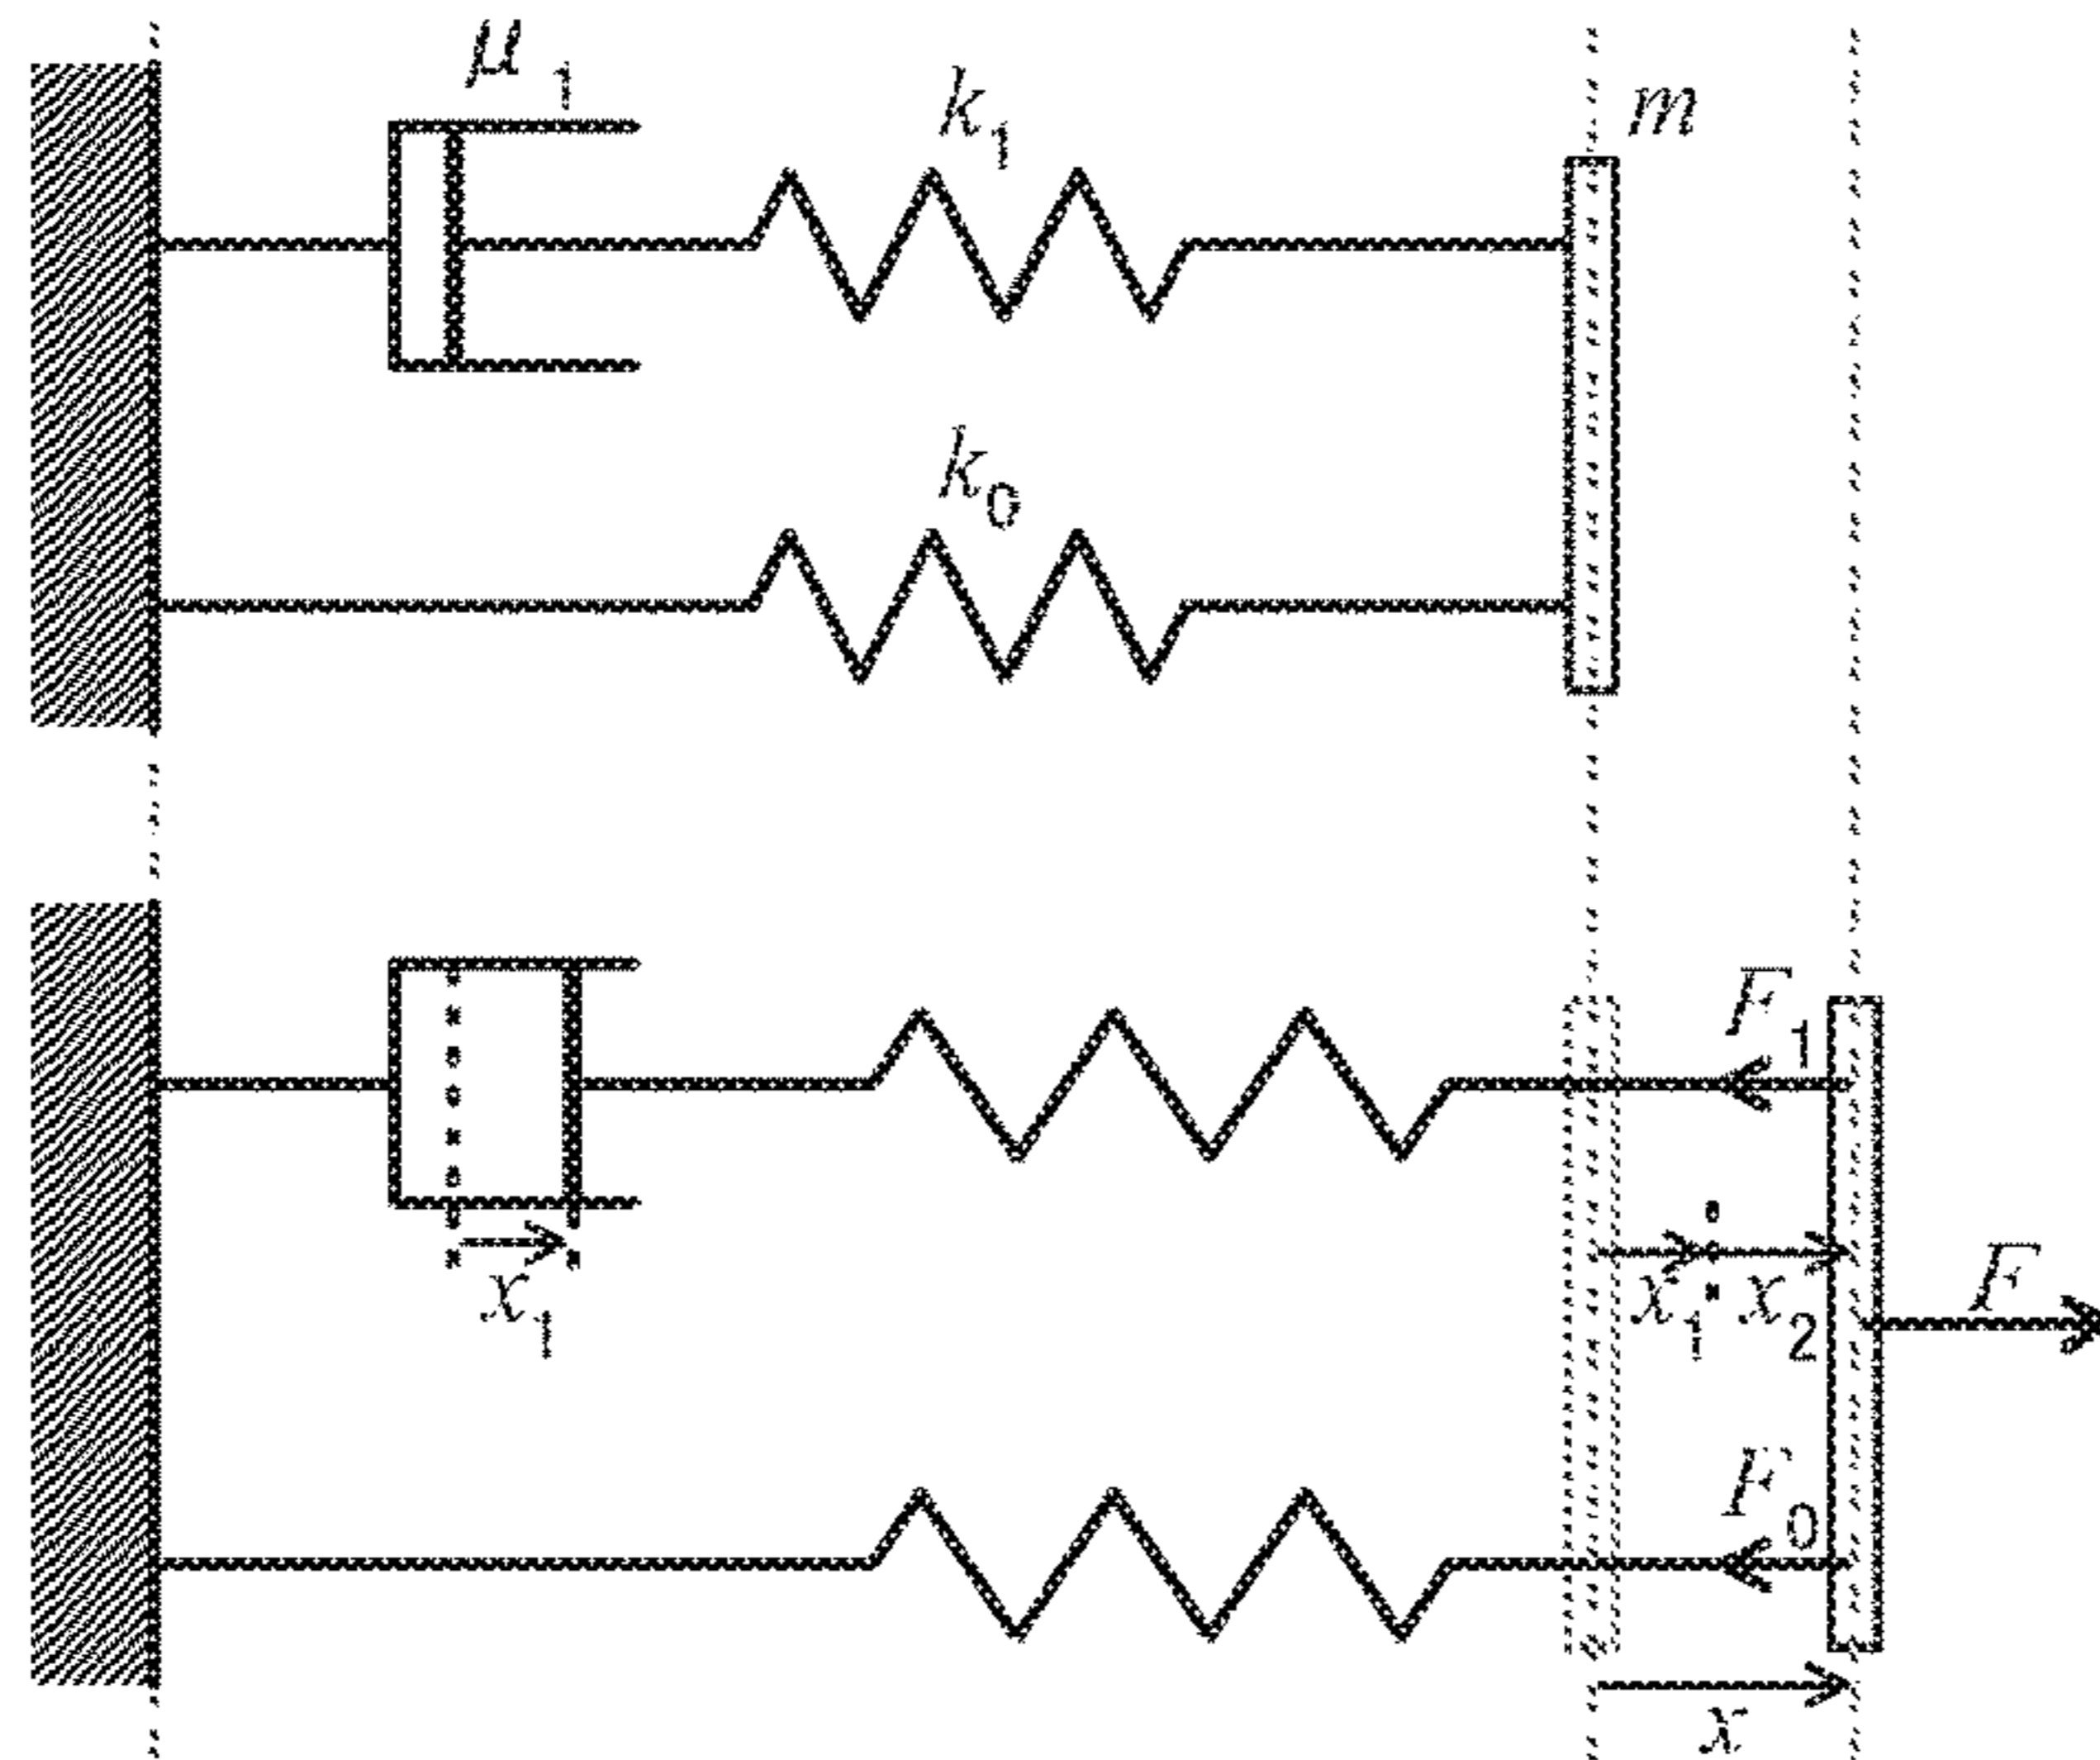 μ₁
k₁
m
k₀
F₁
x₁
x₁ x₂
F
F₀
x